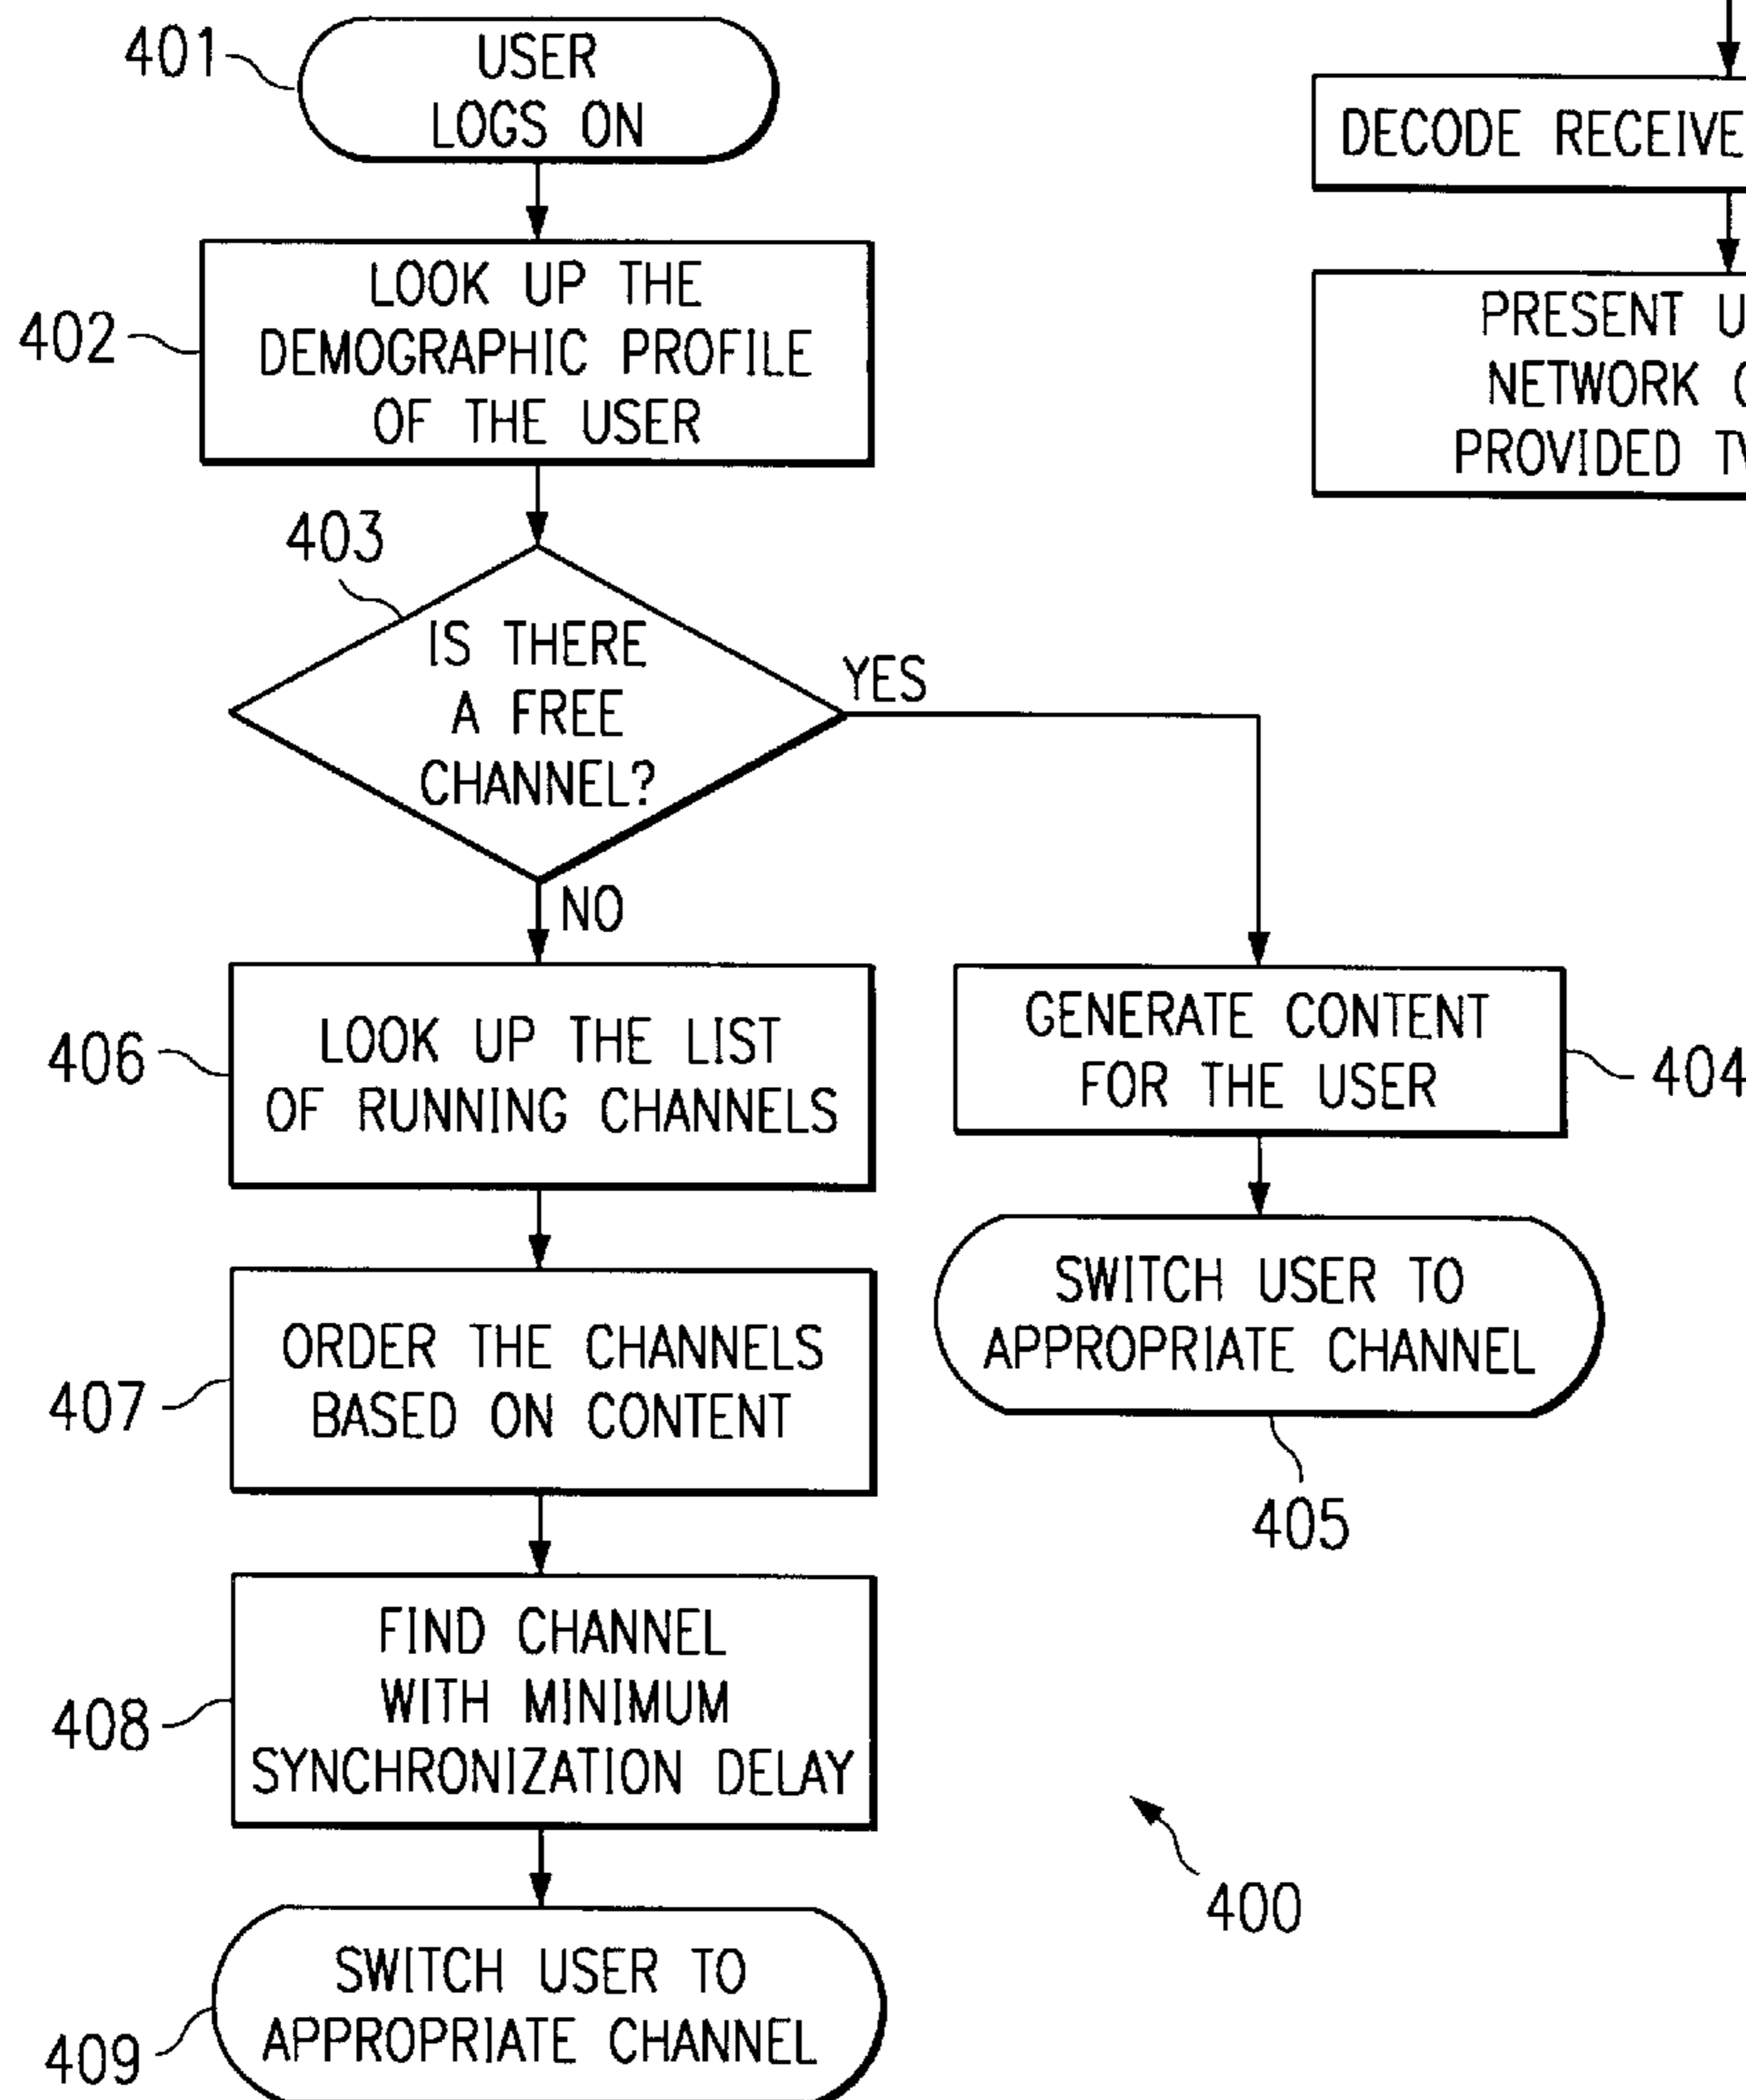 401
USER
LOGS ON
402
LOOK UP THE
DEMOGRAPHIC PROFILE
OF THE USER
403
IS THERE
A FREE
CHANNEL?
YES
NO
406
LOOK UP THE LIST
OF RUNNING CHANNELS
GENERATE CONTENT
FOR THE USER
404
407
ORDER THE CHANNELS
BASED ON CONTENT
SWITCH USER TO
APPROPRIATE CHANNEL
405
408
FIND CHANNEL
WITH MINIMUM
SYNCHRONIZATION DELAY
400
409
SWITCH USER TO
APPROPRIATE CHANNEL
DECODE RECEIVE
PRESENT U
NETWORK
PROVIDED TV